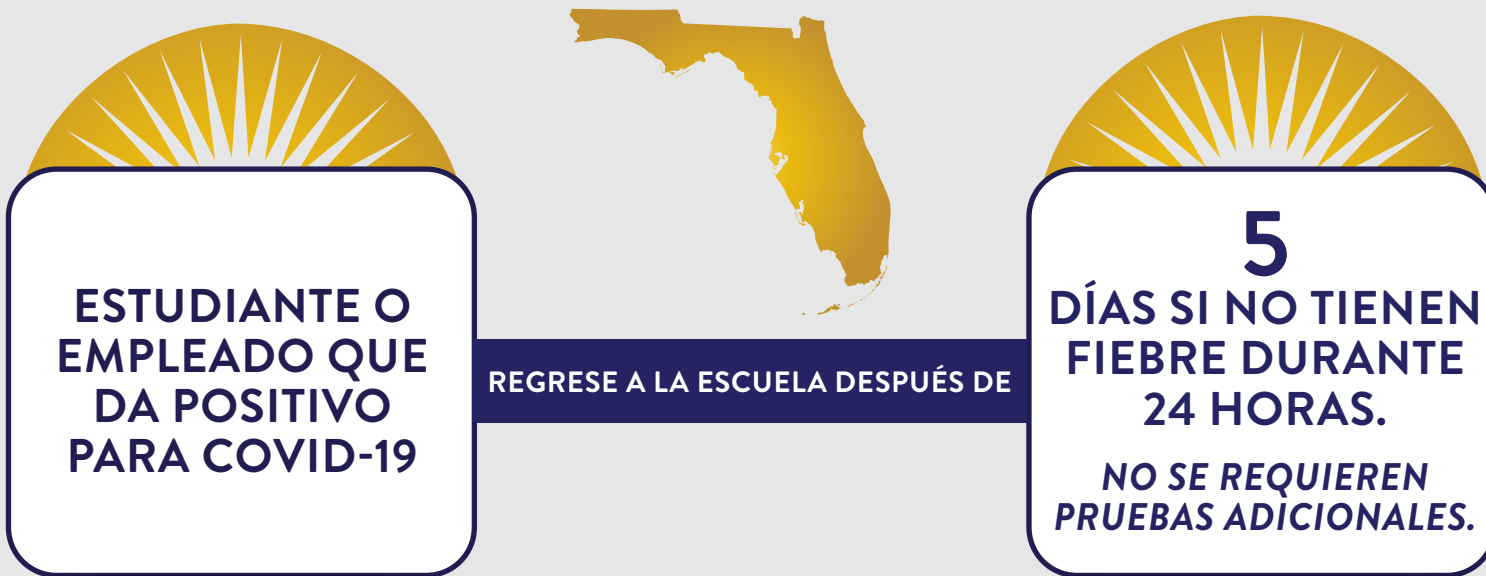 ESTUDIANTE O
EMPLEADO QUE
DA POSITIVO
PARA COVID-19
REGRESE A LA ESCUELA DESPUÉS DE
5
DÍAS SI NO TIENEN
FIEBRE DURANTE
24 HORAS.
NO SE REQUIEREN
PRUEBAS ADICIONALES.